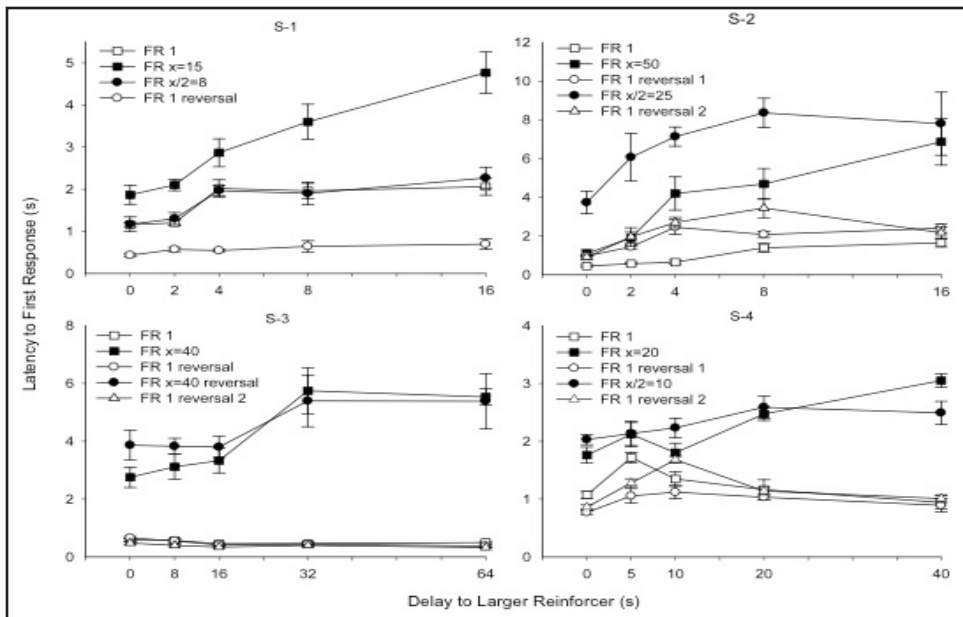 S-1
FR 1
FR x=15
FR x/2=8
FR 1 reversal
5
4
3
2
1
0
0 2 4 8 16
S-2
FR 1
FR x=50
FR 1 reversal 1
FR x/2=25
FR 1 reversal 2
12
10
8
6
4
2
0
0 2 4 8 16
Latency to First Response (s)
S-3
FR 1
FR x=40
FR 1 reversal
FR x=40 reversal
FR 1 reversal 2
8
6
4
2
0
0 8 16 32 64
S-4
FR 1
FR x=20
FR 1 reversal 1
FR x/2=10
FR 1 reversal 2
4
3
2
1
0
0 5 10 20 40
Delay to Larger Reinforcer (s)